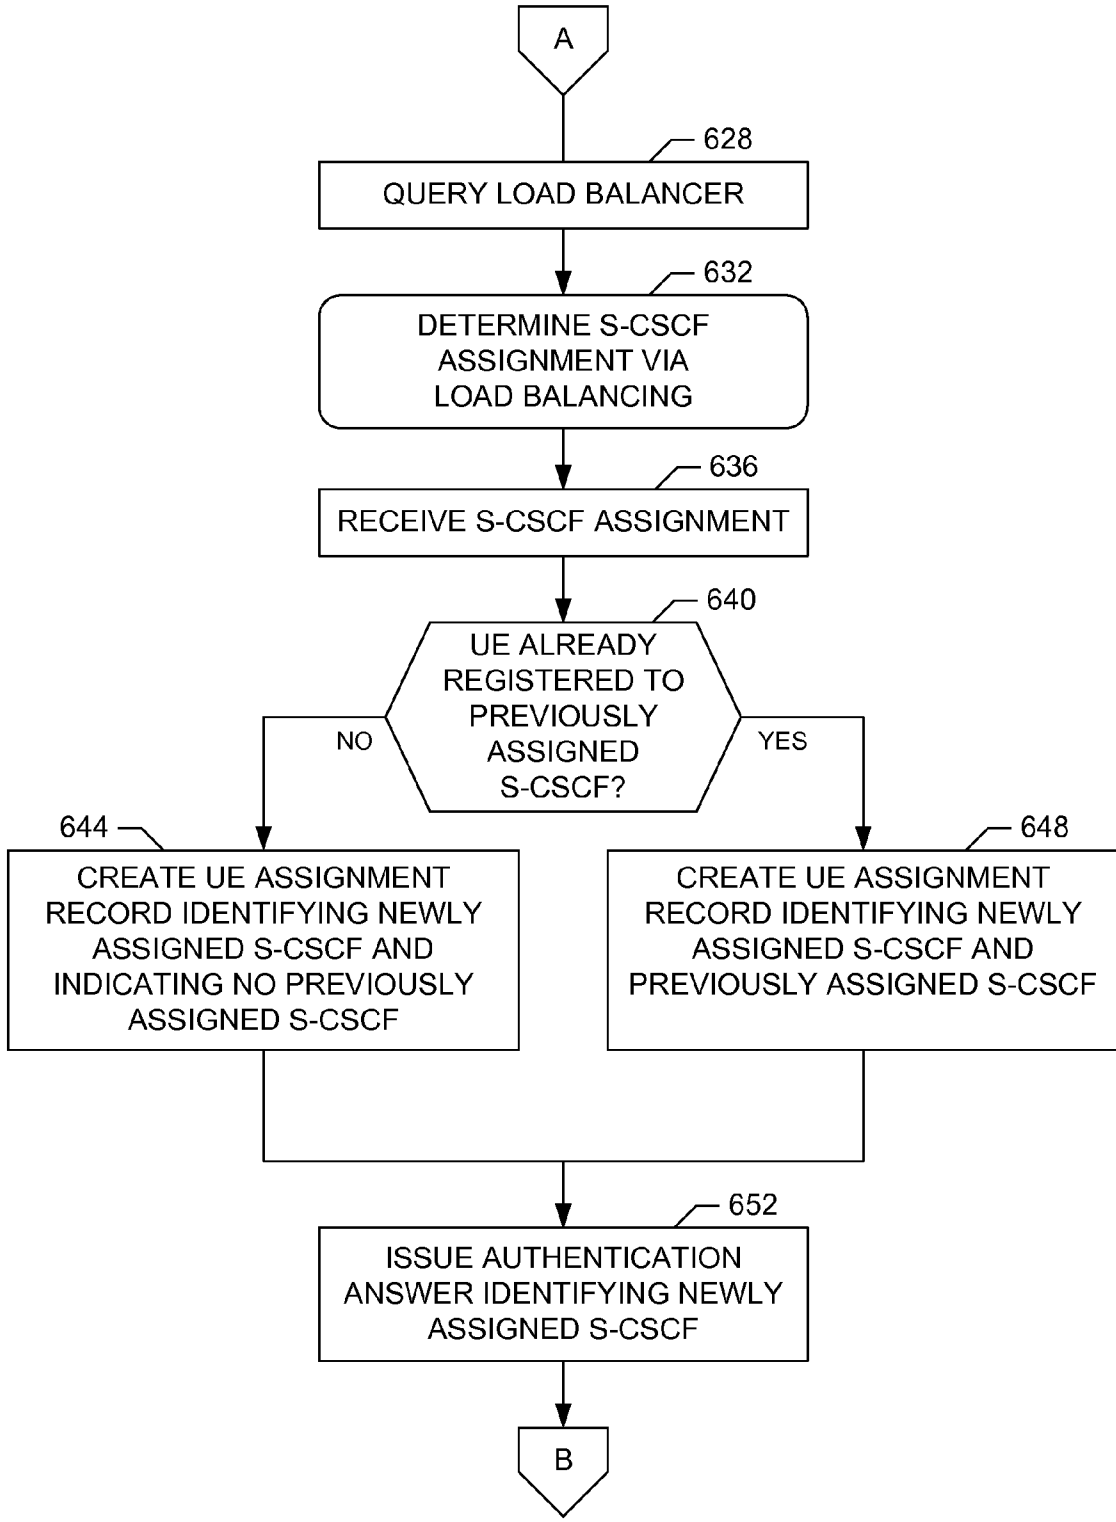 A
628
QUERY LOAD BALANCER
632
DETERMINE S-CSCF
ASSIGNMENT VIA
LOAD BALANCING
636
RECEIVE S-CSCF ASSIGNMENT
640
UE ALREADY
REGISTERED TO
PREVIOUSLY
ASSIGNED
S-CSCF?
NO
YES
644
CREATE UE ASSIGNMENT
RECORD IDENTIFYING NEWLY
ASSIGNED S-CSCF AND
INDICATING NO PREVIOUSLY
ASSIGNED S-CSCF
648
CREATE UE ASSIGNMENT
RECORD IDENTIFYING NEWLY
ASSIGNED S-CSCF AND
PREVIOUSLY ASSIGNED S-CSCF
652
ISSUE AUTHENTICATION
ANSWER IDENTIFYING NEWLY
ASSIGNED S-CSCF
B